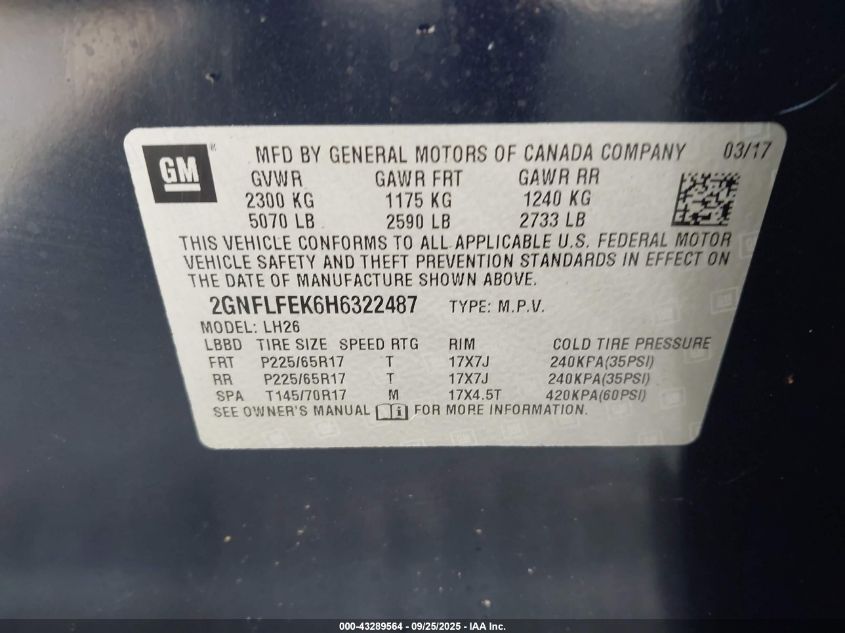 GM
MFD BY GENERAL MOTORS OF CANADA COMPANY 03/17
GVWR GAWR FRT GAWR RR
2300 KG 1175 KG 1240 KG
5070 LB 2590 LB 2733 LB
THIS VEHICLE CONFORMS TO ALL APPLICABLE U.S. FEDERAL MOTOR
VEHICLE SAFETY AND THEFT PREVENTION STANDARDS IN EFFECT ON
THE DATE OF MANUFACTURE SHOWN ABOVE.
2GNFLFEK6H6322487 TYPE: M.P.V.
MODEL: LH26
LBBD TIRE SIZE SPEED RTG RIM COLD TIRE PRESSURE
FRT P225/65R17 T 17X7J 240KPA(35PSI)
RR P225/65R17 T 17X7J 240KPA(35PSI)
SPA T145/70R17 M 17X4.5T 420KPA(60PSI)
SEE OWNER'S MANUAL FOR MORE INFORMATION.
000-43289564 - 09/25/2025 - IAA Inc.